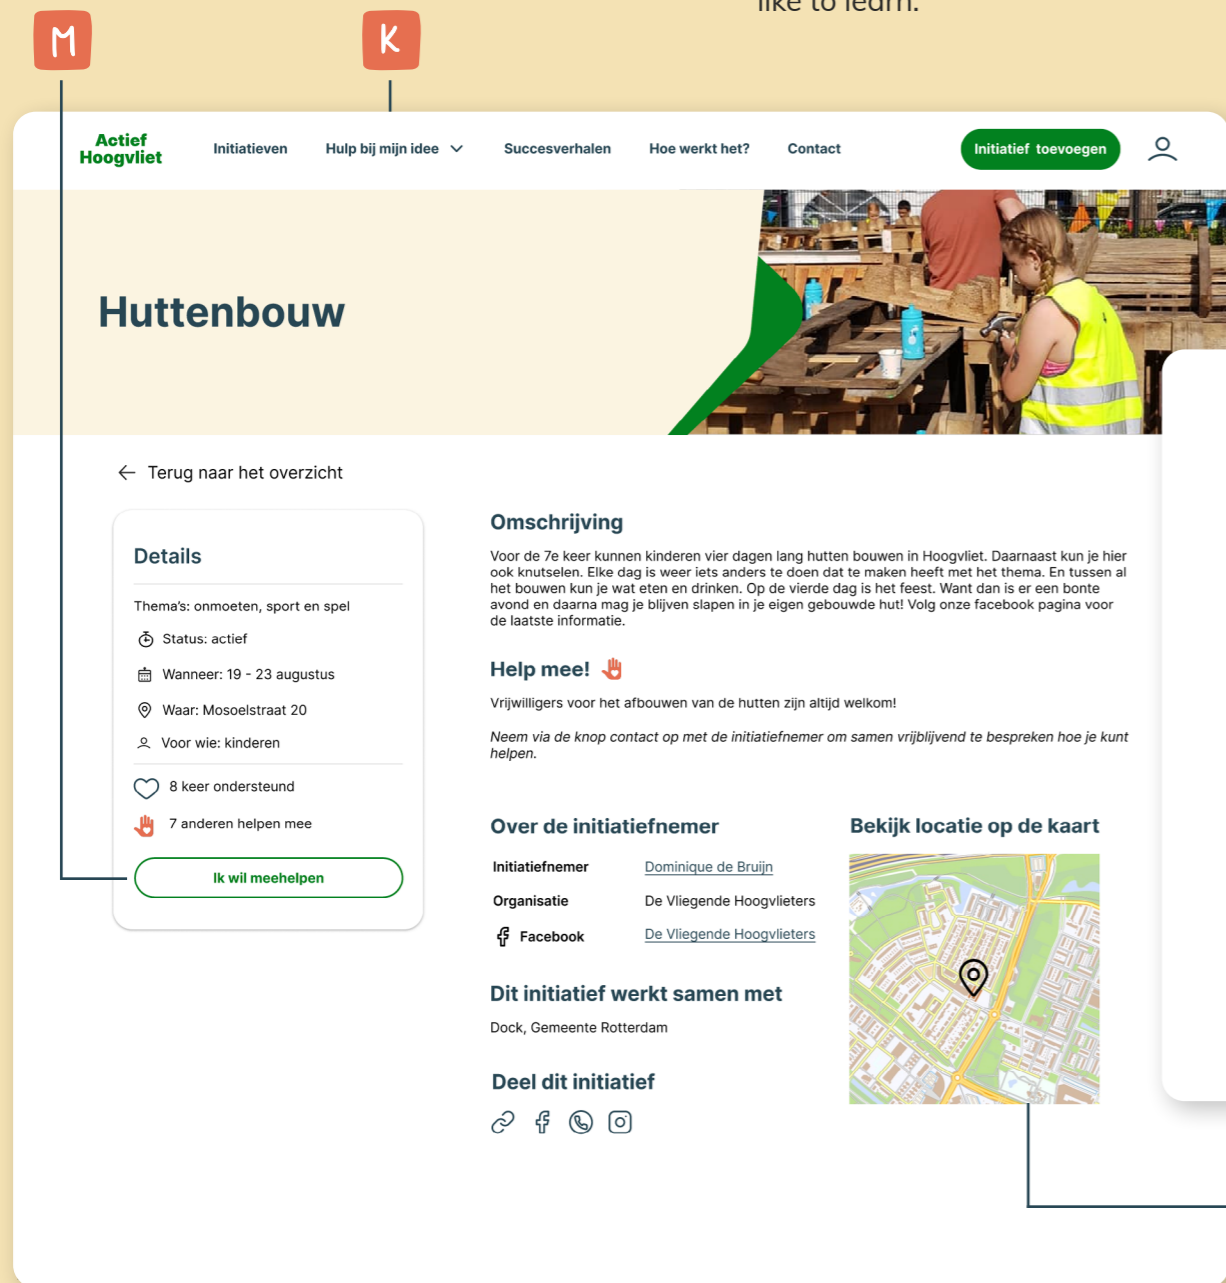 like to learn.
M
K
Actief
Hoogvliet
Initiatieven
Hulp bij mijn idee
Succesverhalen
Hoe werkt het?
Contact
Initiatief toevoegen
Huttenbouw
Terug naar het overzicht
Details
Thema's: onmoeten, sport en spel
Status: actief
Wanneer: 19 - 23 augustus
Waar: Mosoelstraat 20
Voor wie: kinderen
8 keer ondersteund
7 anderen helpen mee
Ik wil meehelpen
Omschrijving
Voor de 7e keer kunnen kinderen vier dagen lang hutten bouwen in Hoogvliet. Daarnaast kun je hier
ook knutselen. Elke dag is weer iets anders te doen dat te maken heeft met het thema. En tussen al
het bouwen kun je wat eten en drinken. Op de vierde dag is het feest. Want dan is er een bonte
avond en daarna mag je blijven slapen in je eigen gebouwde hut! Volg onze facebook pagina voor
de laatste informatie.
Help mee!
Vrijwilligers voor het afbouwen van de hutten zijn altijd welkom!
Neem via de knop contact op met de initiatiefnemer om samen vrijblijvend te bespreken hoe je kunt
helpen.
Over de initiatiefnemer
Initiatiefnemer Dominique de Bruijn
Organisatie De Vliegende Hoogvlieters
Facebook De Vliegende Hoogvlieters
Dit initiatief werkt samen met
Dock, Gemeente Rotterdam
Deel dit initiatief
Bekijk locatie op de kaart